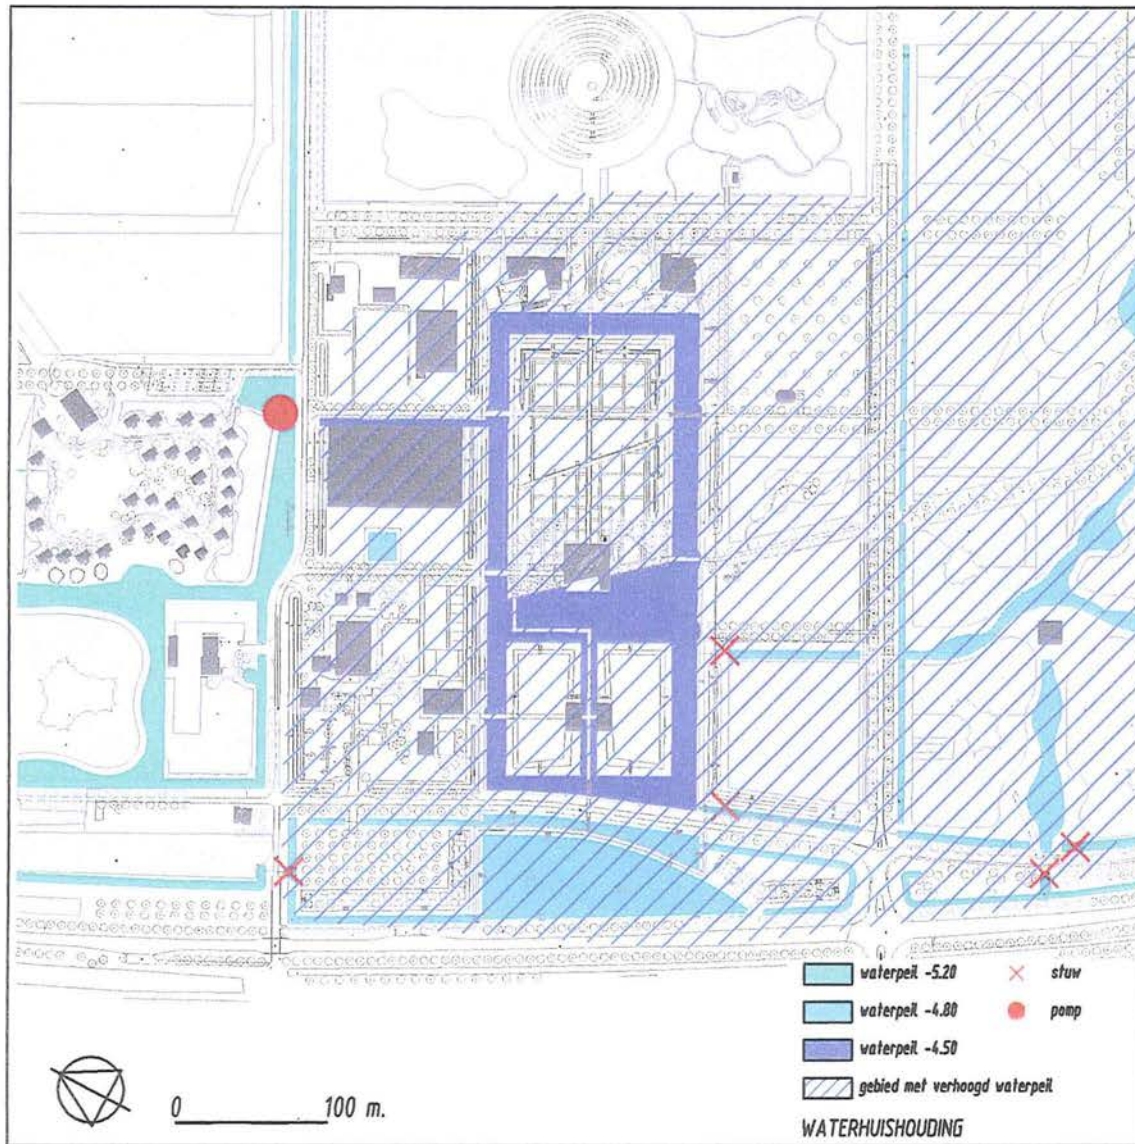 waterpeil -5.20
stuw
waterpeil -4.80
pomp
waterpeil -4.50
gebied met verhoogd waterpeil
WATERHUISHOUDING
0 100 m.